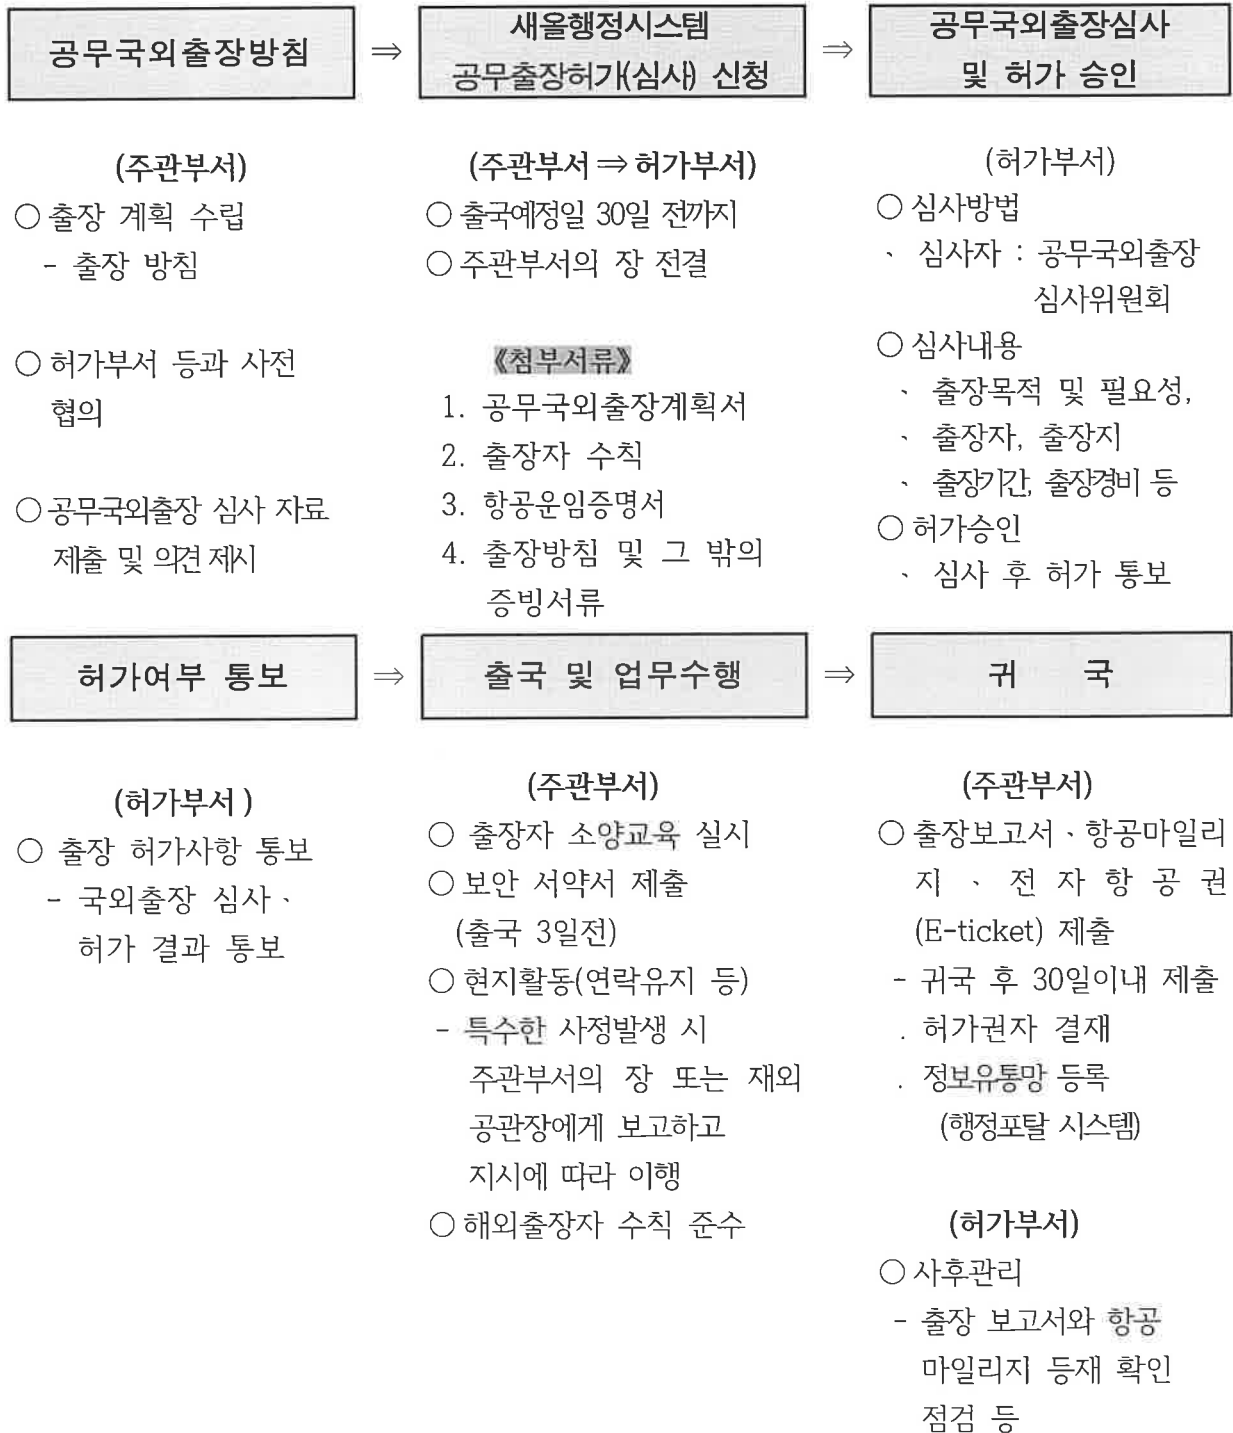 공무국외출장방침
⇒
새올행정시스템
공무출장허가(심사) 신청
⇒
공무국외출장심사
및 허가 승인
(주관부서)
○ 출장 계획 수립
- 출장 방침
○ 허가부서 등과 사전
협의
○ 공무국외출장 심사 자료
제출 및 의견 제시
(주관부서 ⇒ 허가부서)
○ 출국예정일 30일 전까지
○ 주관부서의 장 전결
《첨부서류》
1. 공무국외출장계획서
2. 출장자 수칙
3. 항공운임증명서
4. 출장방침 및 그 밖의
증빙서류
(허가부서)
○ 심사방법
、 심사자 : 공무국외출장
심사위원회
○ 심사내용
、 출장목적 및 필요성,
、 출장자, 출장지
、 출장기간, 출장경비 등
○ 허가승인
、 심사 후 허가 통보
허가여부 통보
⇒
출국 및 업무수행
⇒
귀 국
(허가부서 )
○ 출장 허가사항 통보
- 국외출장 심사、
허가 결과 통보
(주관부서)
○ 출장자 소양교육 실시
○ 보안 서약서 제출
(출국 3일전)
○ 현지활동(연락유지 등)
- 특수한 사정발생 시
주관부서의 장 또는 재외
공관장에게 보고하고
지시에 따라 이행
○ 해외출장자 수칙 준수
(주관부서)
○ 출장보고서、항공마일리
지 、 전 자 항 공 권
(E-ticket) 제출
- 귀국 후 30일이내 제출
. 허가권자 결재
. 정보유통망 등록
(행정포탈 시스템)
(허가부서)
○ 사후관리
- 출장 보고서와 항공
마일리지 등재 확인
점검 등